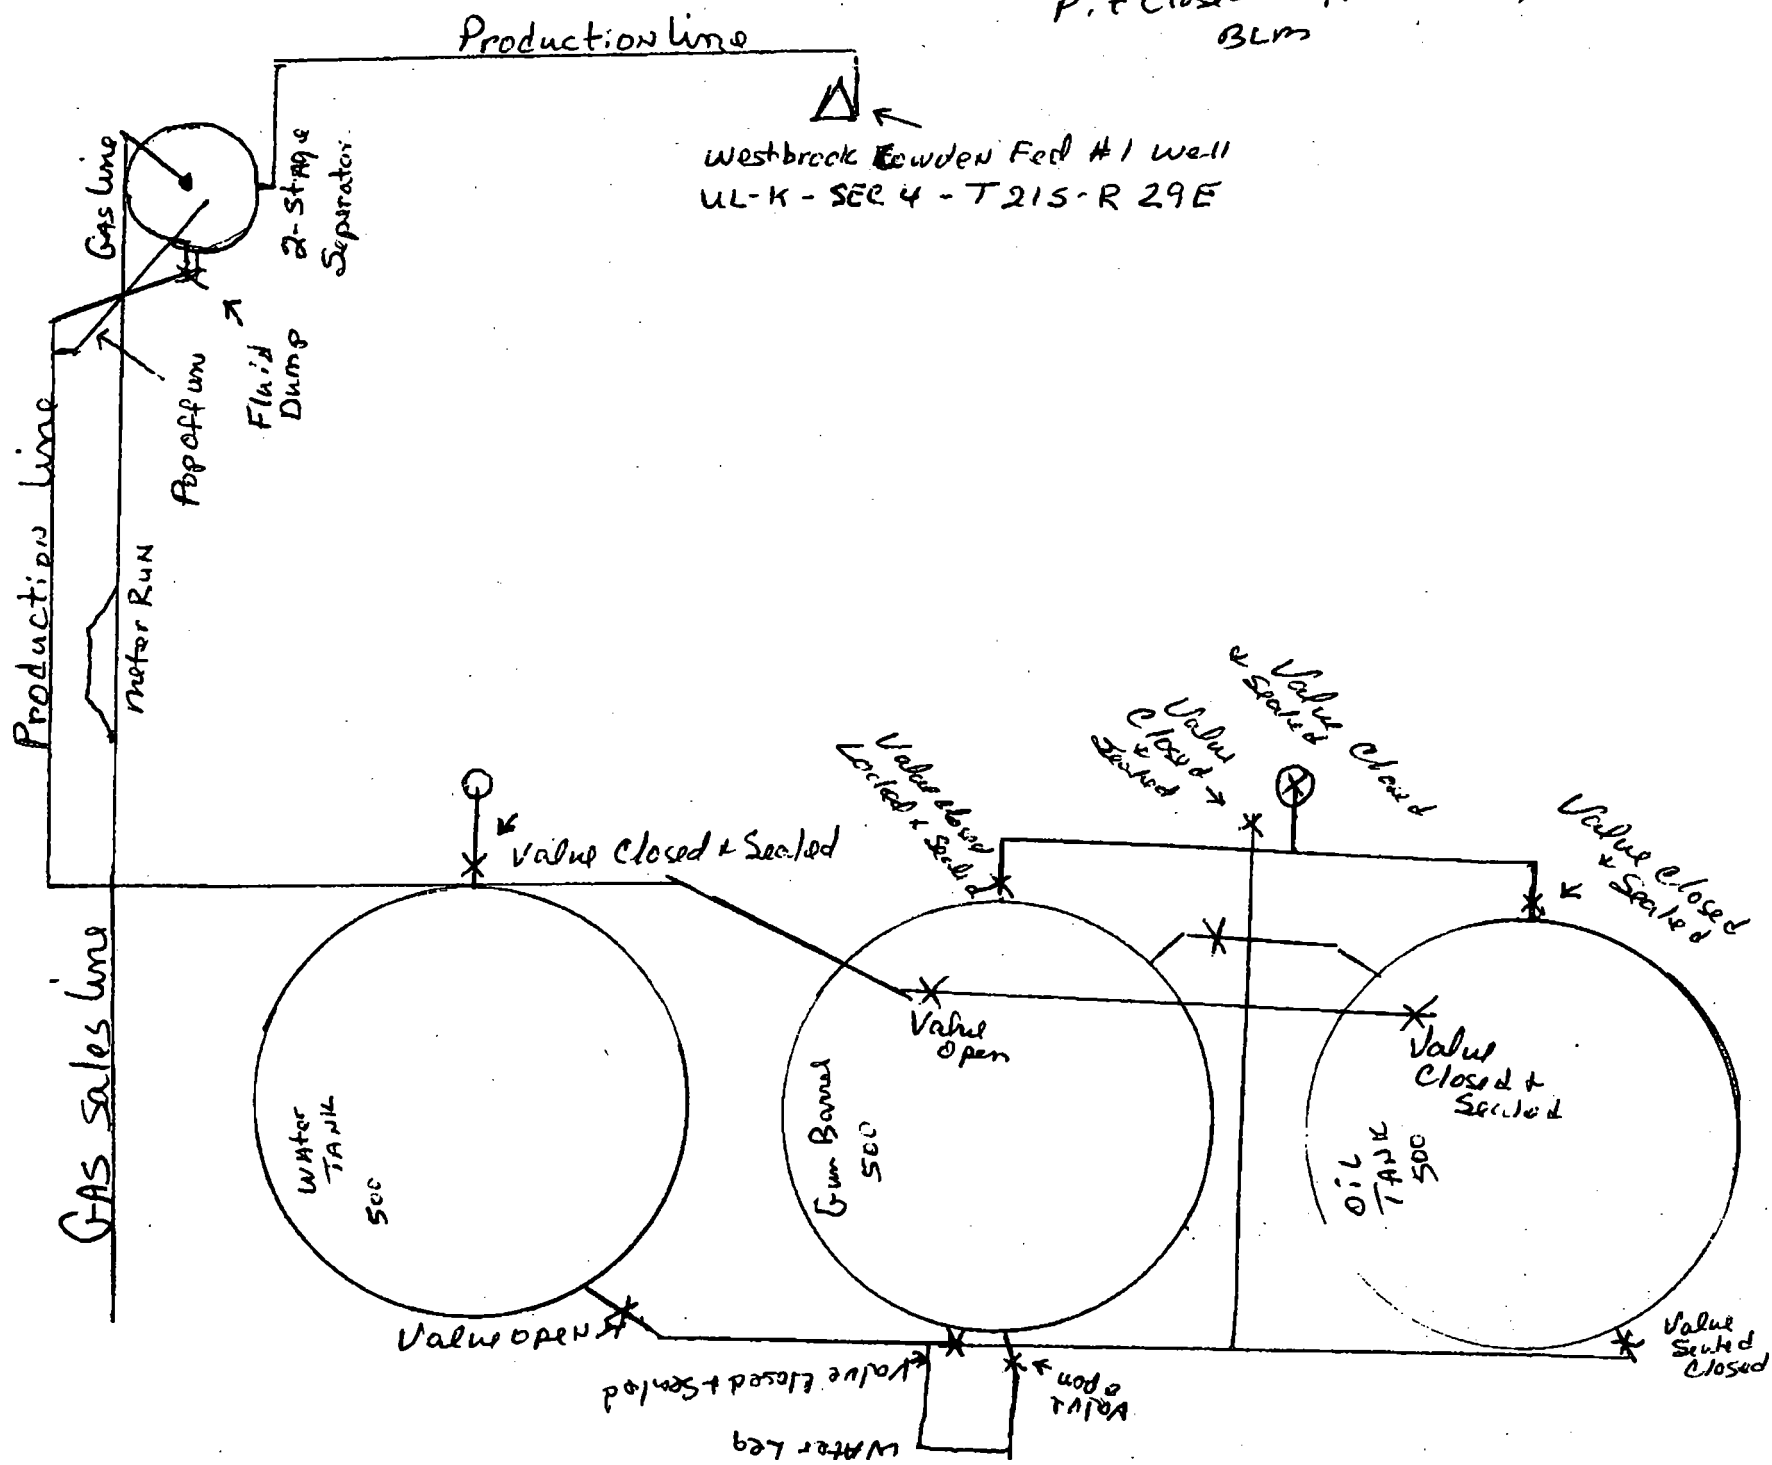 P.t Closed
BLM
Production Line
Westbrook Cowden Fed #1 Well
UL-K - SEC 4 - T21S - R 29E
GAS Line
2-Stage
Separator
Fluid
Dump
Popoff
Production Line
Meter Run
GAS Sales Line
Valve Closed & Sealed
Valve Closed
Locked & Sealed
Valve
Closed
&
Sealed
Valve Closed
& Sealed
Valve Closed
& Sealed
Valve
Open
Valve
Closed &
Sealed
Water
TANK
500
Gun Barrel
500
OIL
TANK
500
Valve OPEN
Valve Closed & Sealed
Valve
Open
Valve
Sealed
Closed
Water Leg